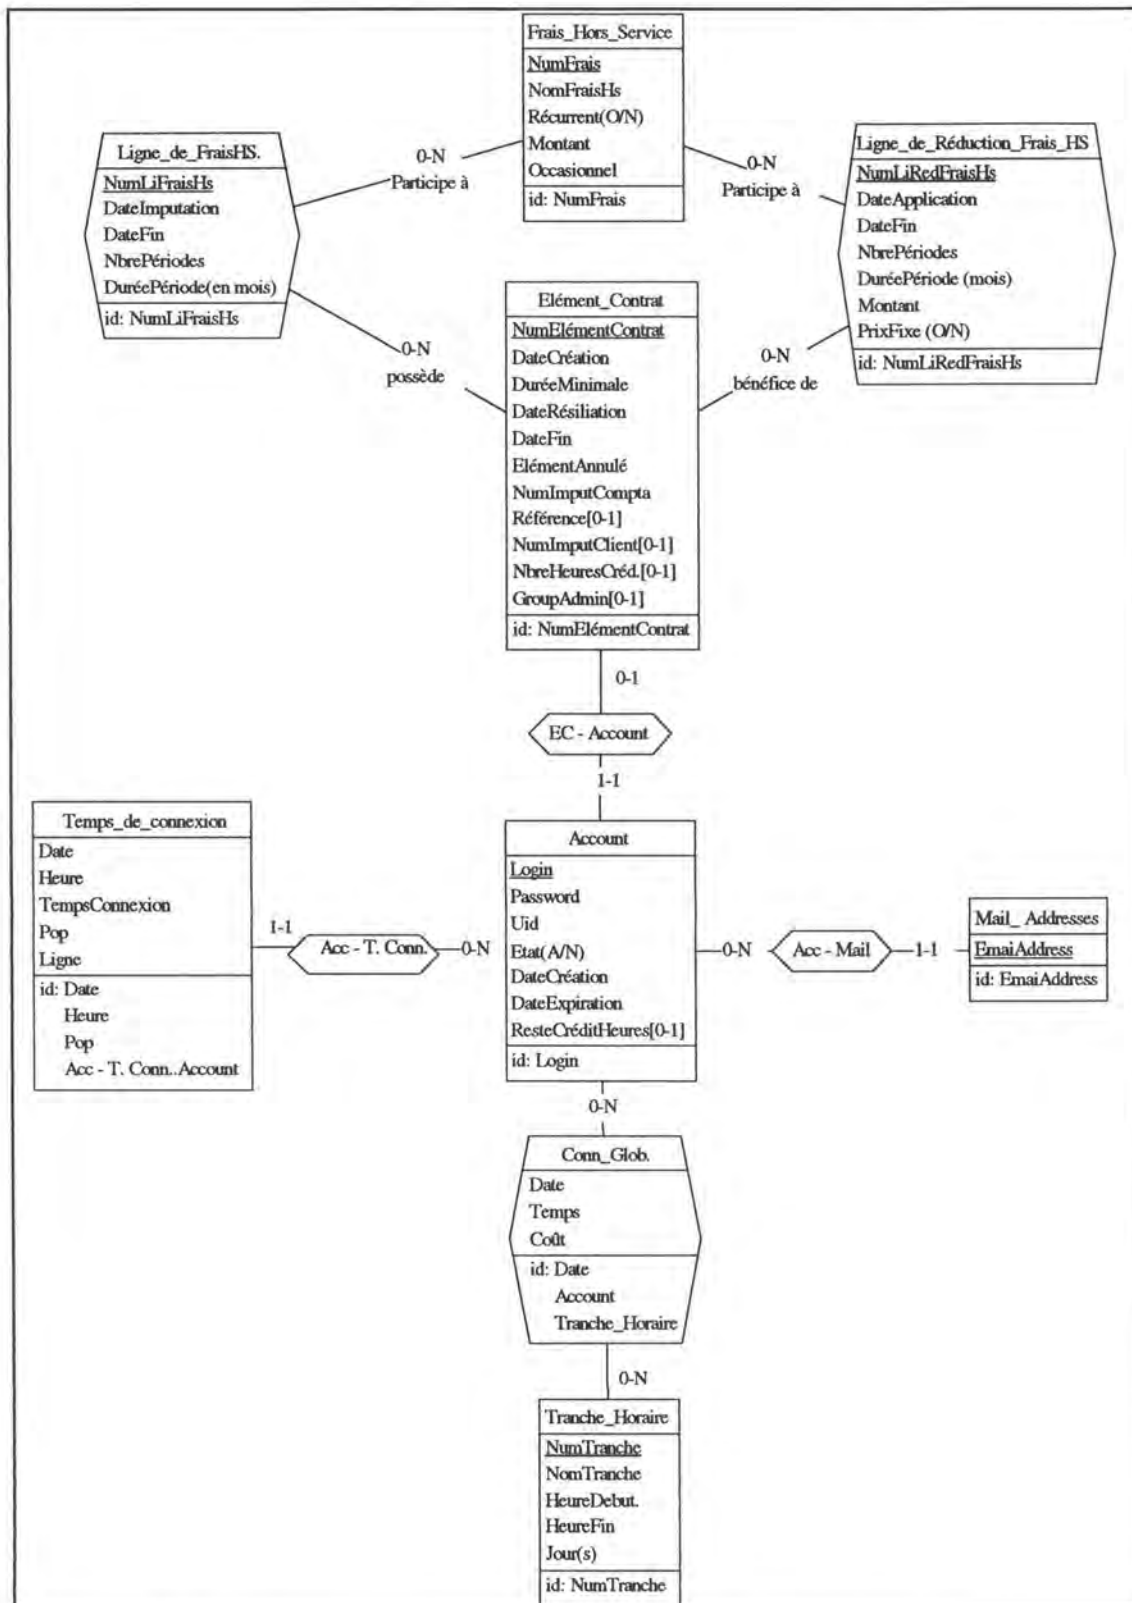 Frais_Hors_Service
NumFrais
NomFraisHs
Récurrent(O/N)
Montant
Occasionnel
id: NumFrais
Ligne_de_FraisHS.
NumLiFraisHs
DateImputation
DateFin
NbrePériodes
DuréePériode(en mois)
id: NumLiFraisHs
0-N
Participe à
0-N
Participe à
Ligne_de_Réduction_Frais_HS
NumLiRedFraisHs
DateApplication
DateFin
NbrePériodes
DuréePériode (mois)
Montant
PrixFixe (O/N)
id: NumLiRedFraisHs
0-N
possède
0-N
bénéfice de
Elément_Contrat
NumElémentContrat
DateCréation
DuréeMinimale
DateRésiliation
DateFin
ElémentAnnulé
NumImputCompta
Référence[0-1]
NumImputClient[0-1]
NbreHeuresCréd.[0-1]
GroupAdmin[0-1]
id: NumElémentContrat
0-1
EC - Account
1-1
Temps_de_connexion
Date
Heure
TempsConnexion
Pop
Ligne
id: Date
Heure
Pop
Acc - T. Conn..Account
1-1
Acc - T. Conn.
0-N
Account
Login
Password
Uid
Etat(A/N)
DateCréation
DateExpiration
ResteCréditHeures[0-1]
id: Login
0-N
Acc - Mail
1-1
Mail_ Addresses
EmaiAddress
id: EmaiAddress
0-N
Conn_Glob.
Date
Temps
Coût
id: Date
Account
Tranche_Horaire
0-N
Tranche_Horaire
NumTranche
NomTranche
HeureDebut.
HeureFin
Jour(s)
id: NumTranche